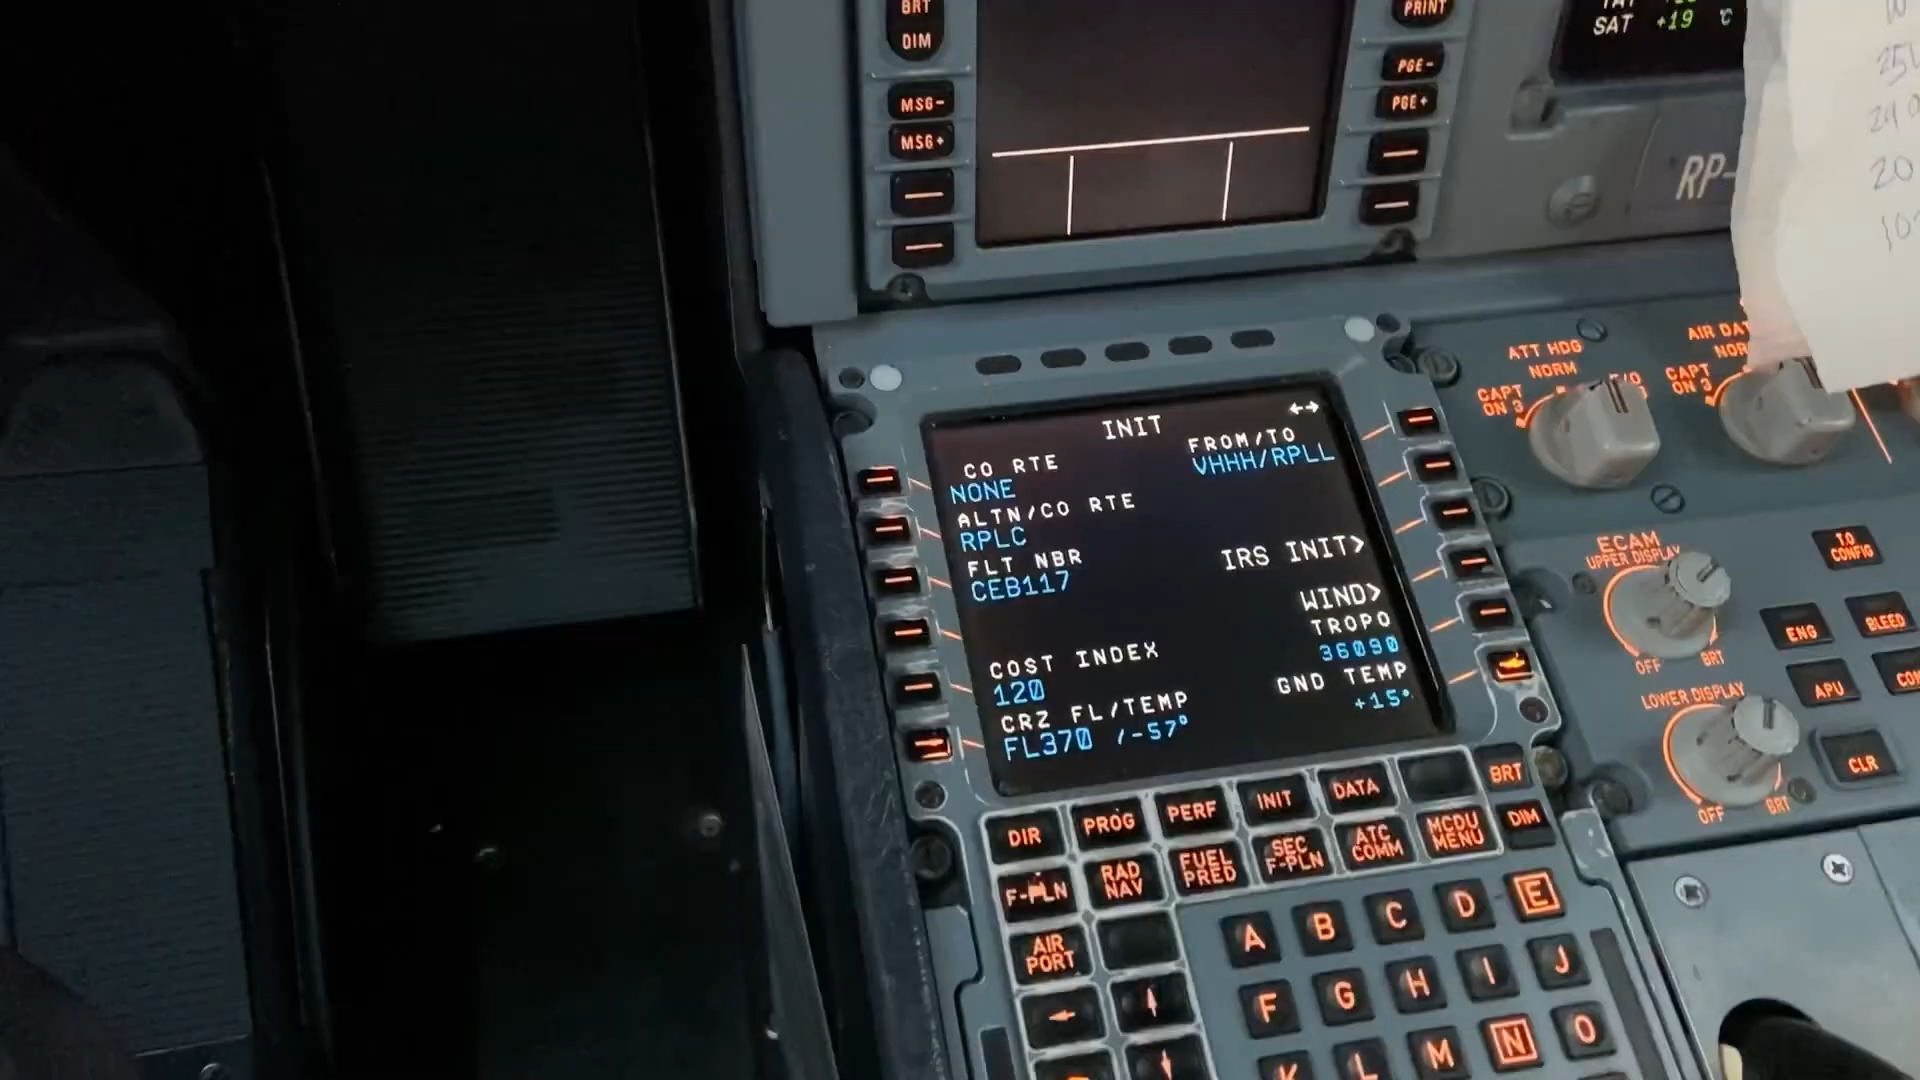 BRT
DIM
PRINT
SAT +19 °C
MSG-
MSG+
PGE-
PGE+
RP-
20
INIT
CO RTE
FROM/TO
NONE
VHHH/RPLL
ALTN/CO RTE
RPLC
FLT NBR
IRS INIT>
CEB117
WIND>
TROPO
COST INDEX
36090
120
GND TEMP
CRZ FL/TEMP
+15°
FL370 /-57°
ATT HDG
NORM
CAPT
ON 3
F/O
AIR DAT
NOR
CAPT
ON 3
ECAM
UPPER DISPLAY
OFF
BRT
LOWER DISPLAY
OFF
BRT
T.O
CONFIG
ENG
BLEED
APU
CLR
DIR
PROG
PERF
INIT
DATA
BRT
F-PLN
RAD
NAV
FUEL
PRED
SEC
F-PLN
ATC
COMM
MCDU
MENU
DIM
AIR
PORT
A
B
C
D
E
F
G
H
I
J
K
L
M
N
O